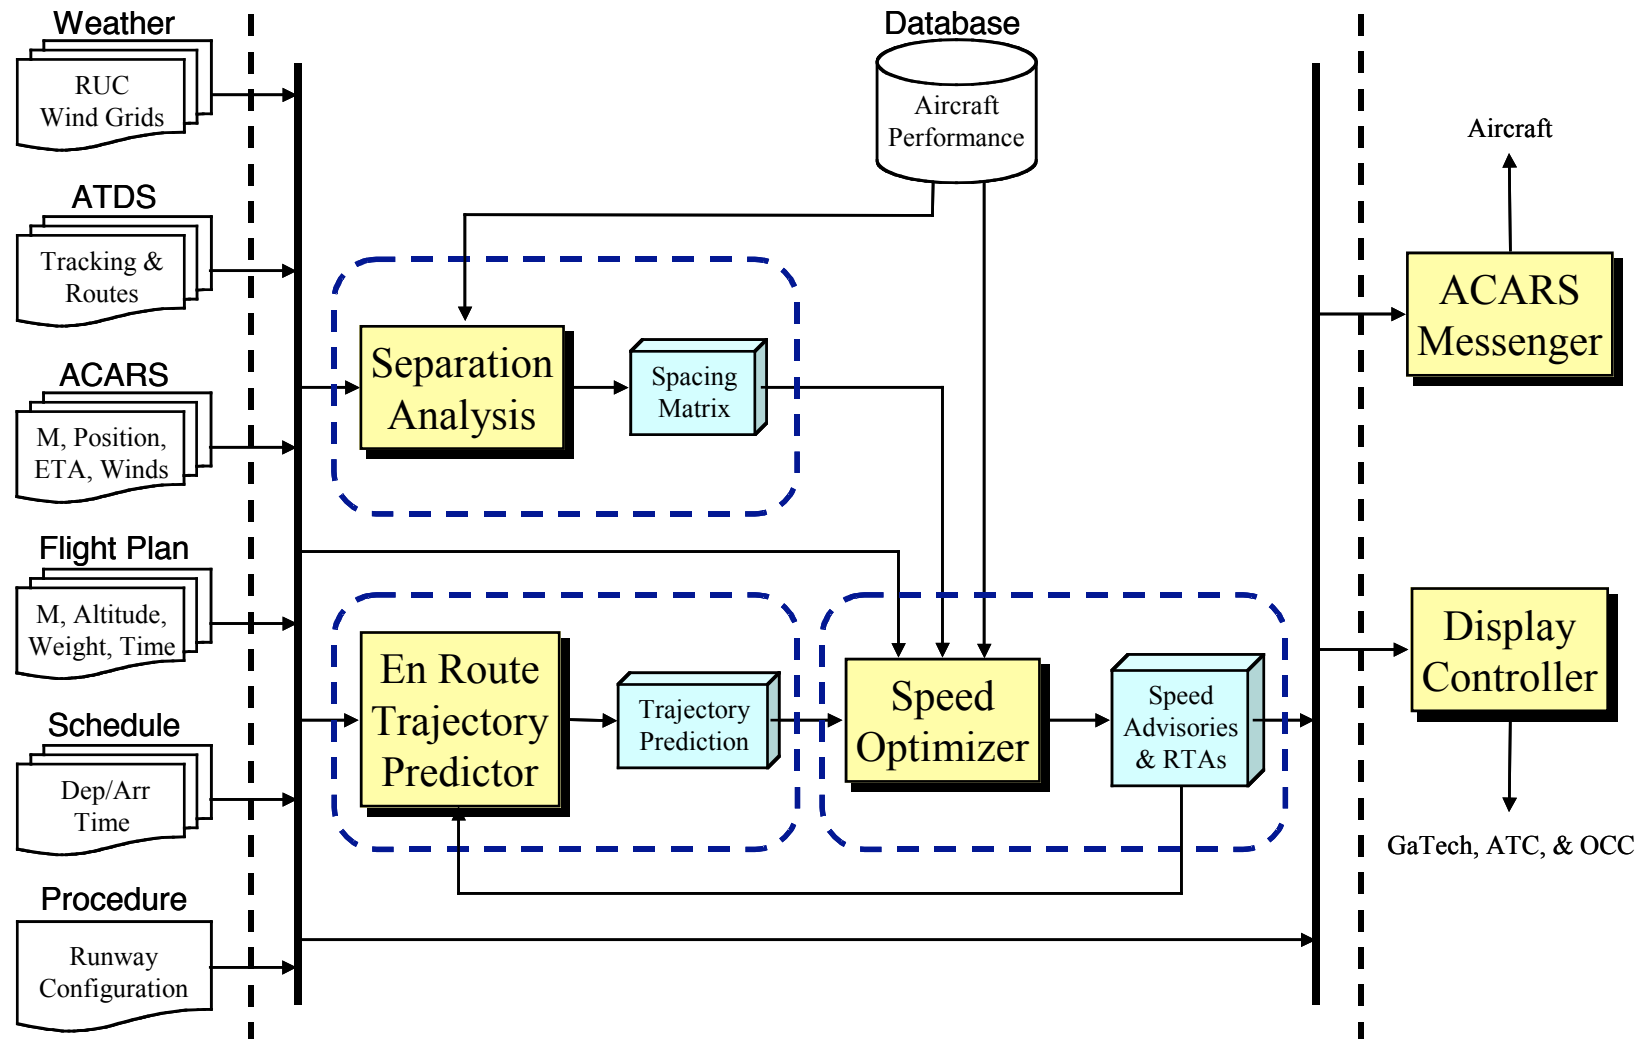 Weather
RUC
Wind Grids
ATDS
Tracking &
Routes
ACARS
M, Position,
ETA, Winds
Flight Plan
M, Altitude,
Weight, Time
Schedule
Dep/Arr
Time
Procedure
Runway
Configuration
Database
Aircraft
Performance
Separation
Analysis
Spacing
Matrix
En Route
Trajectory
Predictor
Trajectory
Prediction
Speed
Optimizer
Speed
Advisories
& RTAs
Aircraft
ACARS
Messenger
Display
Controller
GaTech, ATC, & OCC